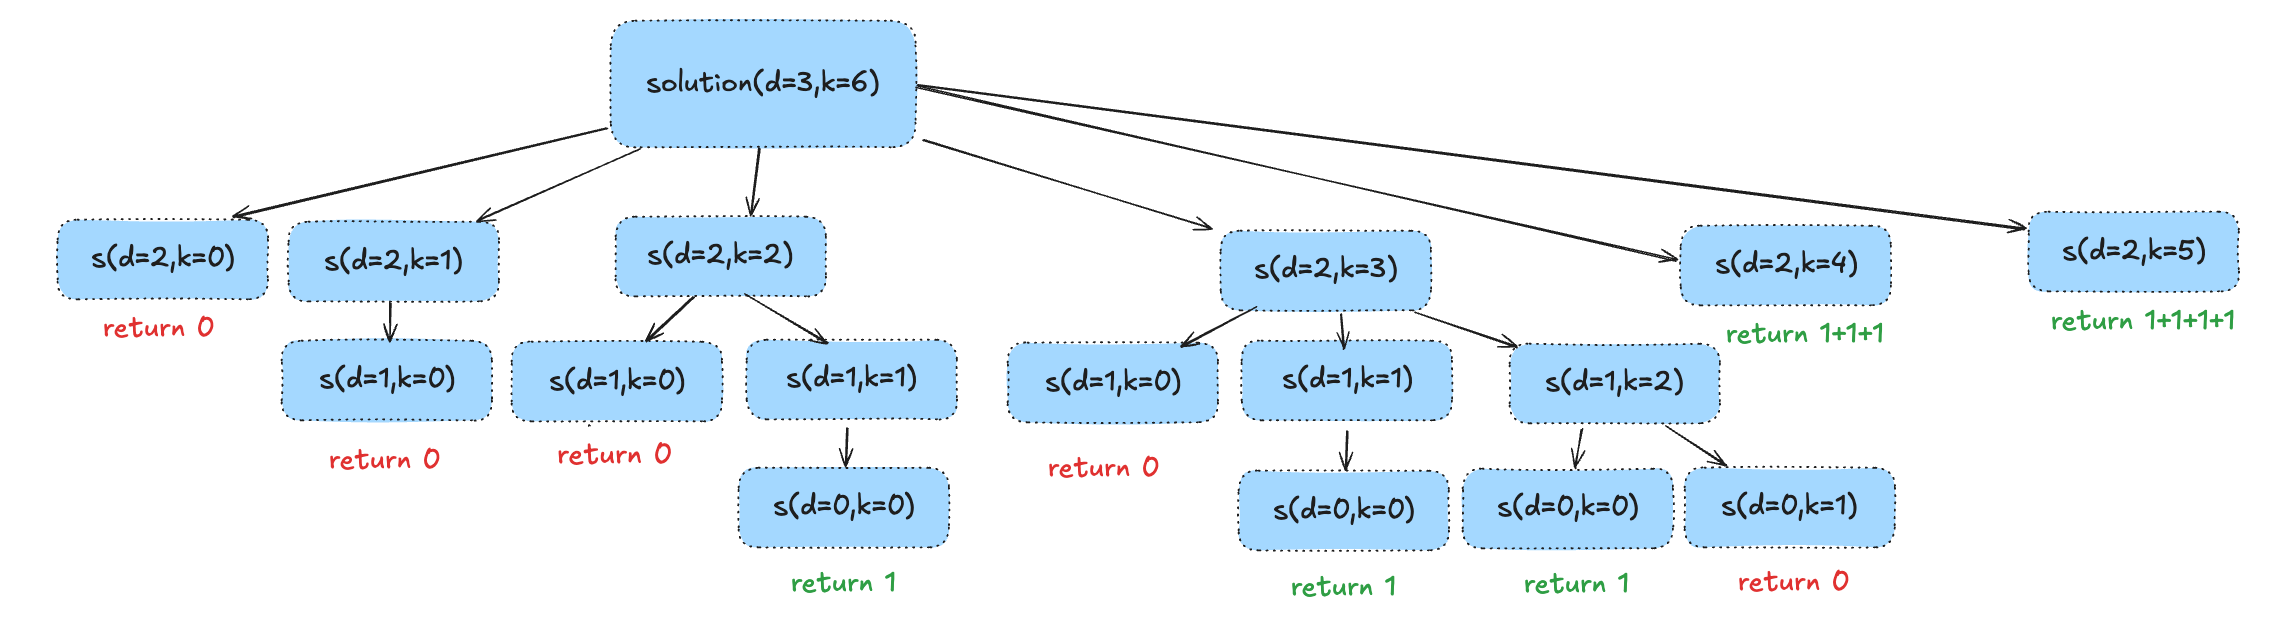 solution(d=3,k=6)
s(d=2,k=0)
s(d=2,k=1)
s(d=2,k=2)
s(d=2,k=3)
s(d=2,k=4)
s(d=2,k=5)
return 0
return 1+1+1
return 1+1+1+1
s(d=1,k=0)
s(d=1,k=0)
s(d=1,k=1)
s(d=1,k=0)
s(d=1,k=1)
s(d=1,k=2)
return 0
return 0
return 0
s(d=0,k=0)
s(d=0,k=0)
s(d=0,k=0)
s(d=0,k=1)
return 1
return 1
return 1
return 0